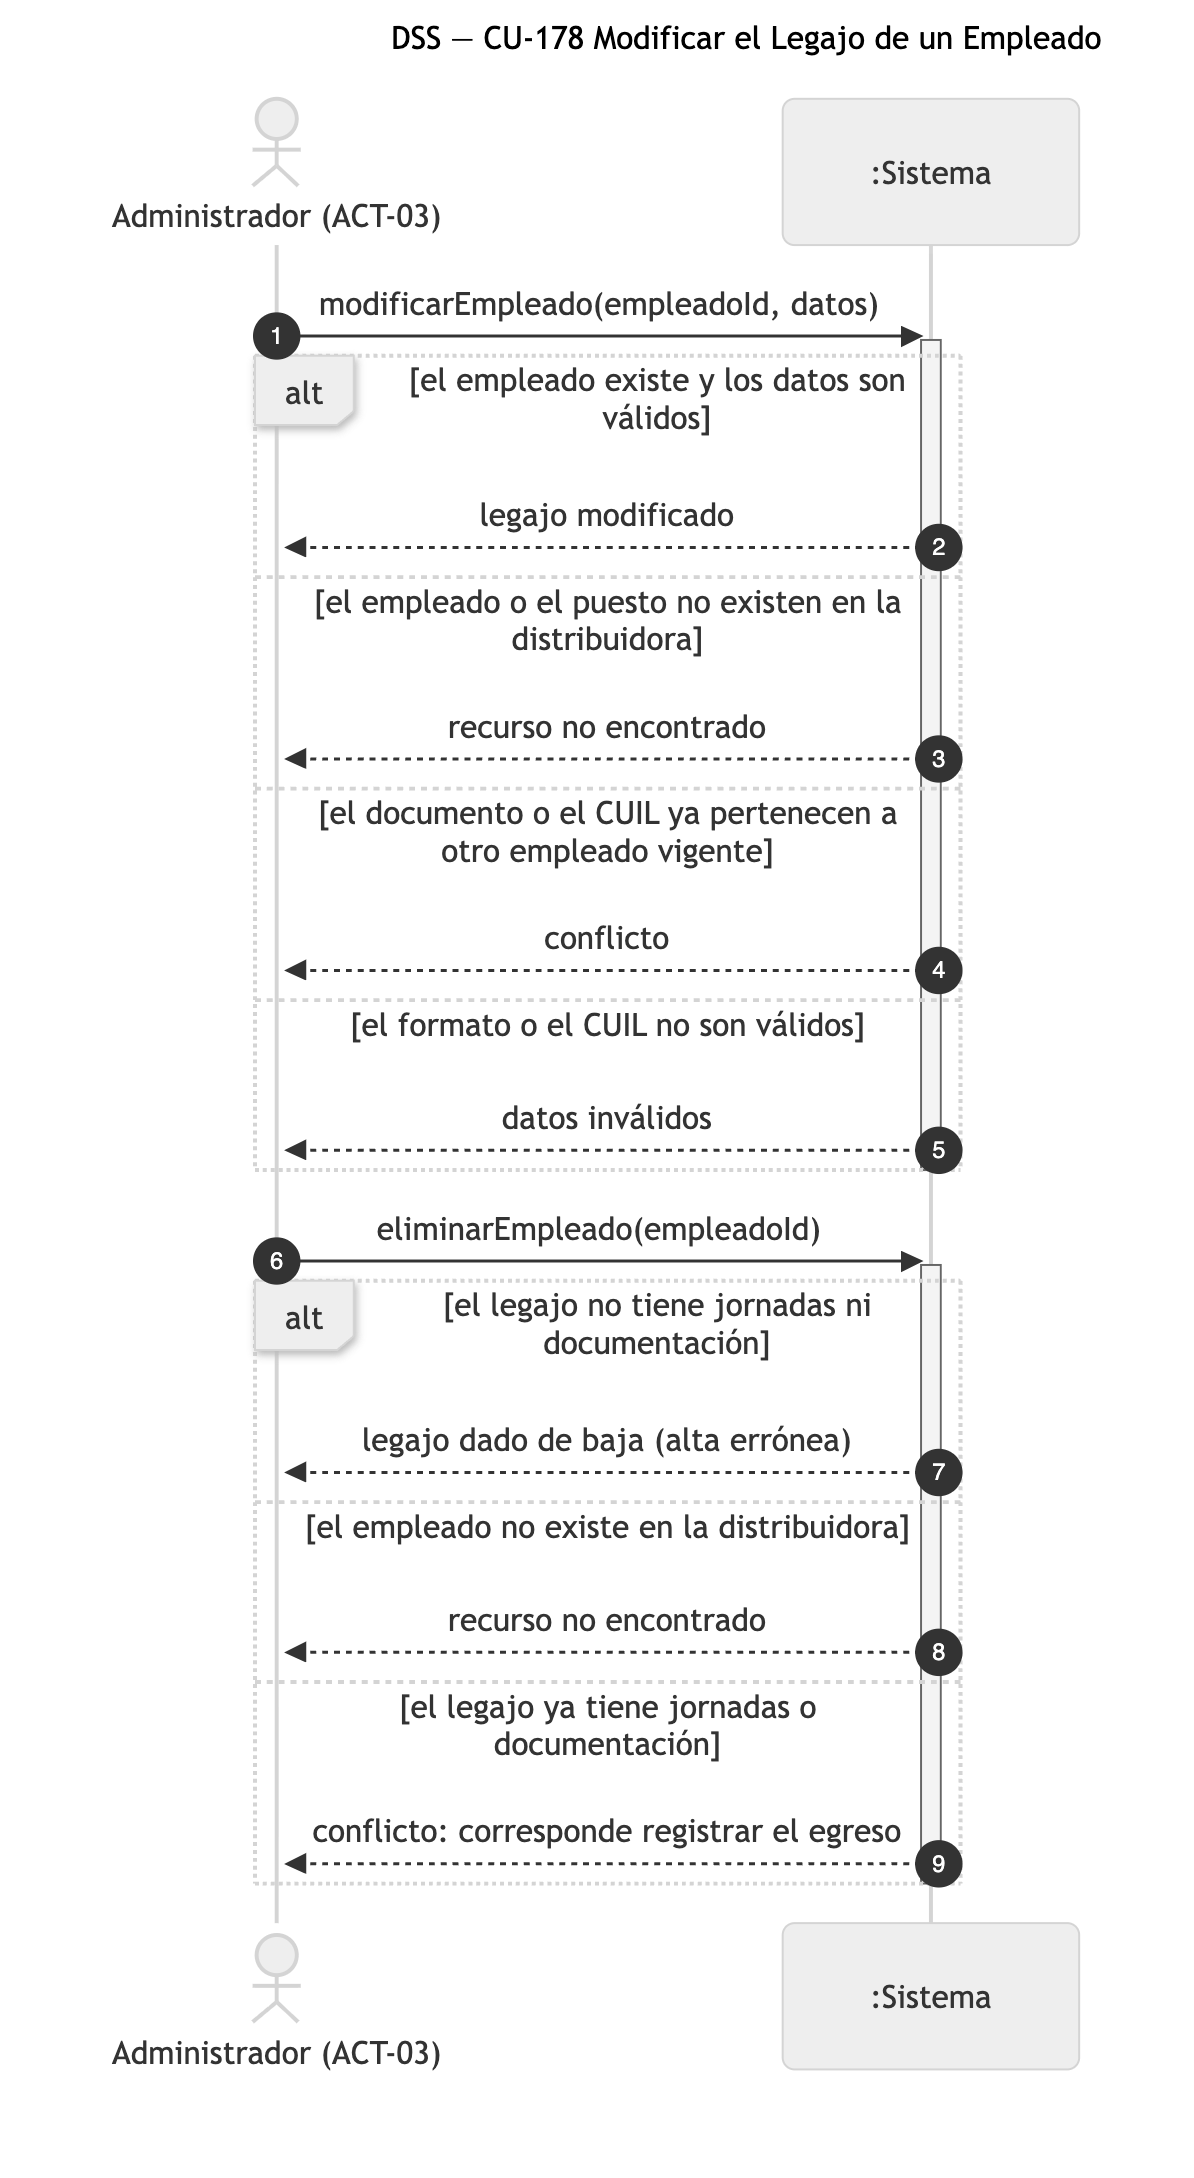 DSS — CU-178 Modificar el Legajo de un Empleado
Administrador (ACT-03)
:Sistema
modificarEmpleado(empleadoId, datos)
1
alt
[el empleado existe y los datos son
válidos]
legajo modificado
2
[el empleado o el puesto no existen en la
distribuidora]
recurso no encontrado
3
[el documento o el CUIL ya pertenecen a
otro empleado vigente]
conflicto
4
[el formato o el CUIL no son válidos]
datos inválidos
5
eliminarEmpleado(empleadoId)
6
alt
[el legajo no tiene jornadas ni
documentación]
legajo dado de baja (alta errónea)
7
[el empleado no existe en la distribuidora]
recurso no encontrado
8
[el legajo ya tiene jornadas o
documentación]
conflicto: corresponde registrar el egreso
9
Administrador (ACT-03)
:Sistema